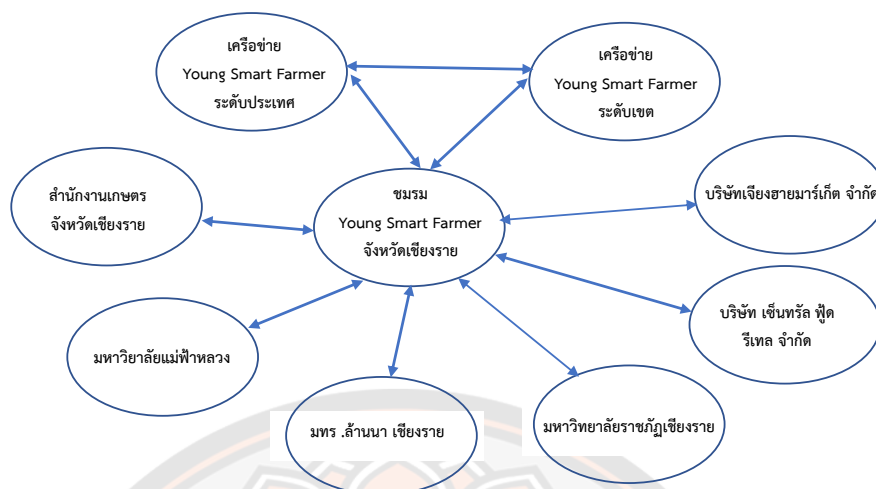 เครือข่าย
Young Smart Farmer
ระดับประเทศ
เครือข่าย
Young Smart Farmer
ระดับเขต
สำนักงานเกษตร
จังหวัดเชียงราย
ชมรม
Young Smart Farmer
จังหวัดเชียงราย
บริษัทเจียงฮายมาร์เก็ต จำกัด
บริษัท เซ็นทรัล ฟู้ด
รีเทล จำกัด
มหาวิยาลัยแม่ฟ้าหลวง
มทร .ล้านนา เชียงราย
มหาวิทยาลัยราชภัฏเชียงราย